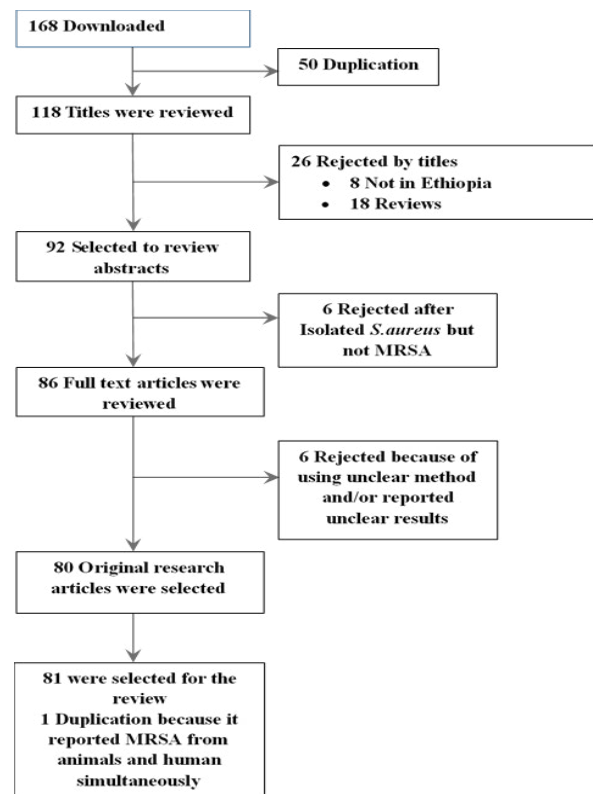 168 Downloaded
50 Duplication
118 Titles were reviewed
26 Rejected by titles
• 8 Not in Ethiopia
• 18 Reviews
92 Selected to review
abstracts
6 Rejected after
Isolated S.aureus but
not MRSA
86 Full text articles were
reviewed
6 Rejected because of
using unclear method
and/or reported
unclear results
80 Original research
articles were selected
81 were selected for the
review
1 Duplication because it
reported MRSA from
animals and human
simultaneously